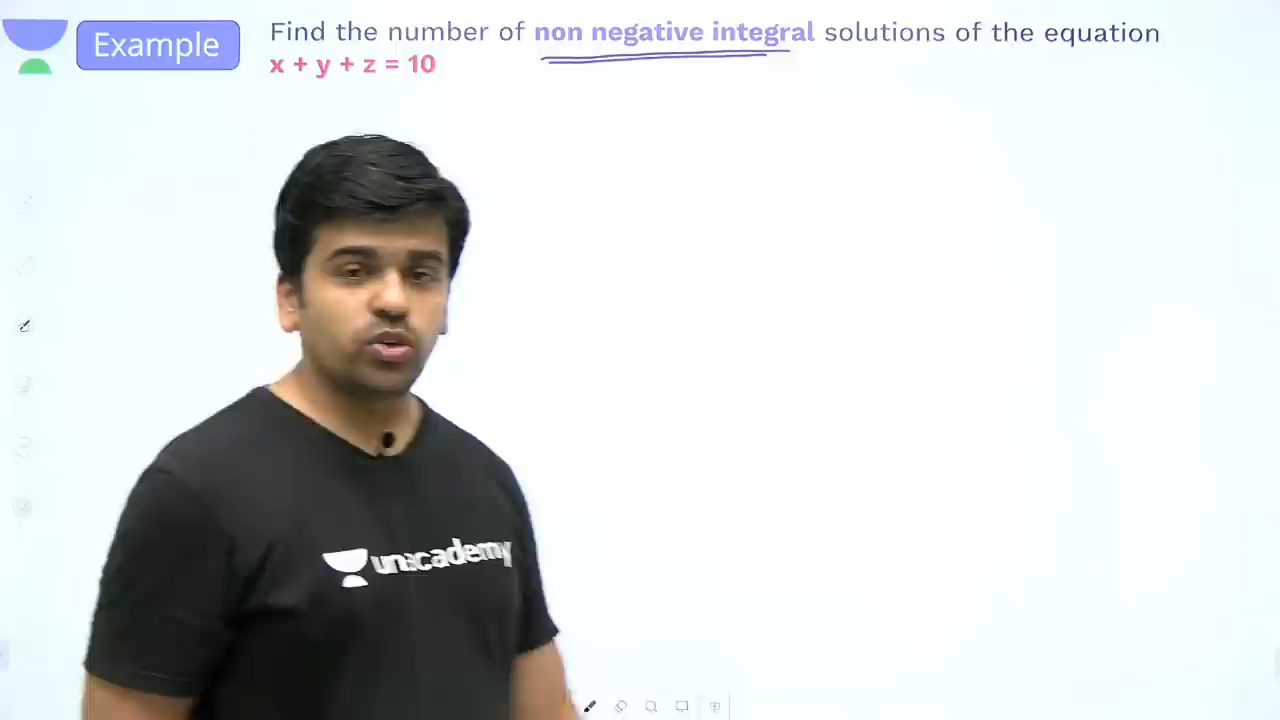 Example
Find the number of non negative integral solutions of the equation
x + y + z = 10
unacademy